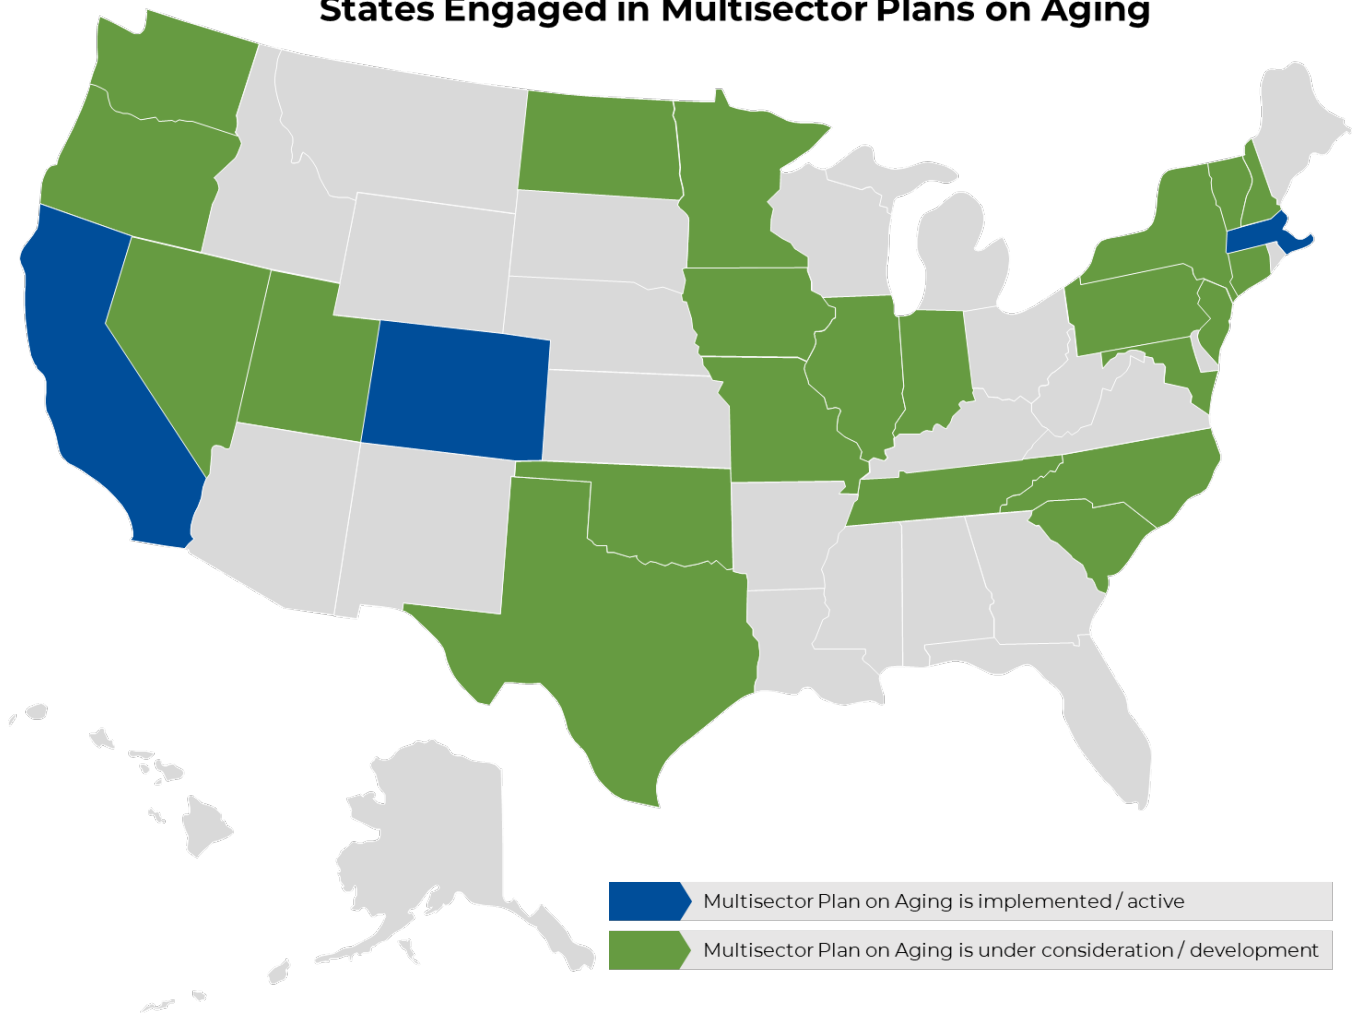 States Engaged in Multisector Plans on Aging
Multisector Plan on Aging is implemented / active
Multisector Plan on Aging is under consideration / development